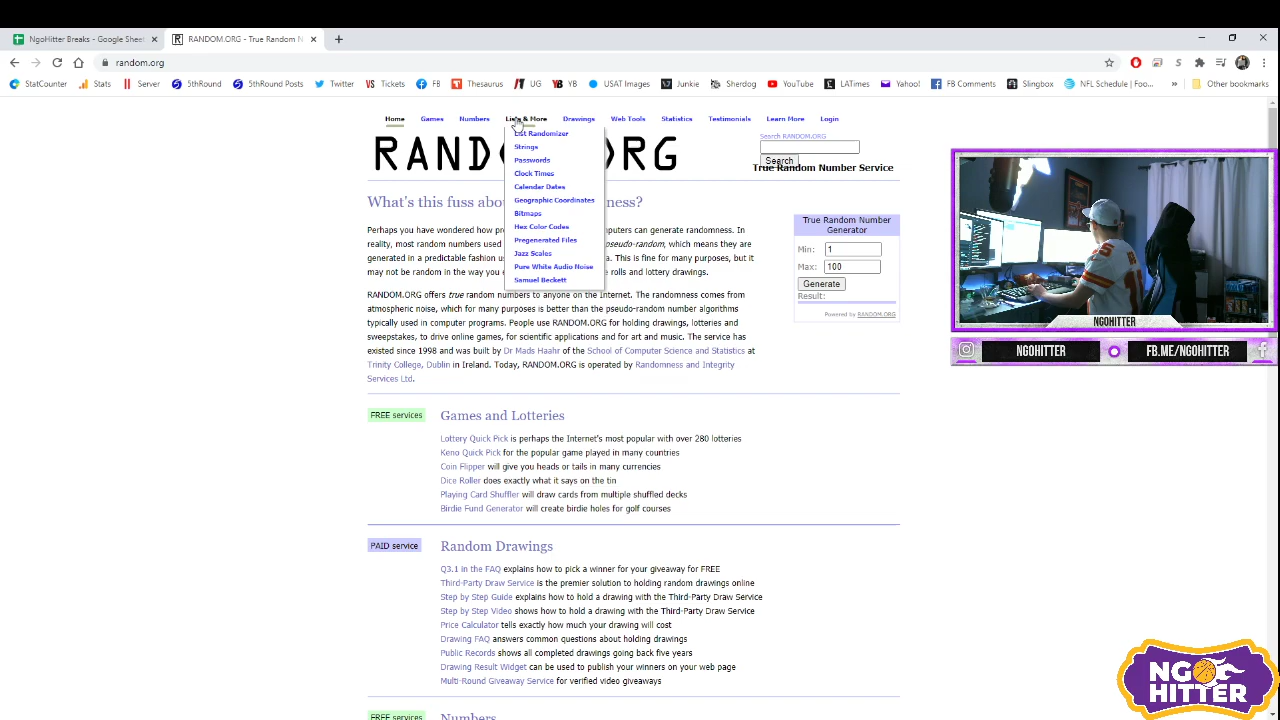 NgoHitter Breaks - Google Sheet
RANDOM.ORG - True Random N
random.org
StatCounter
Stats
Server
5thRound
5thRound Posts
Twitter
Tickets
FB
Thesaurus
UG
YB
USAT Images
Junkie
Sherdog
YouTube
LATimes
Yahoo!
FB Comments
Slingbox
NFL Schedule (Foo...
»
Other bookmarks
Home
Games
Numbers
Lists & More
Drawings
Web Tools
Statistics
Testimonials
Learn More
Login
List Randomizer
Strings
Passwords
Clock Times
Calendar Dates
Geographic Coordinates
Bitmaps
Hex Color Codes
Pregenerated Files
Jazz Scales
Pure White Audio Noise
Samuel Beckett
RAND RG
Search RANDOM.ORG
Search
True Random Number Service
What's this fuss abo ness?
Perhaps you have wondered how pr mputers can generate randomness. In
reality, most random numbers used pseudo-random, which means they are
generated in a predictable fashion us a. This is fine for many purposes, but it
may not be random in the way you rolls and lottery drawings.
RANDOM.ORG offers true random numbers to anyone on the Internet. The randomness comes from
atmospheric noise, which for many purposes is better than the pseudo-random number algorithms
typically used in computer programs. People use RANDOM.ORG for holding drawings, lotteries and
sweepstakes, to drive online games, for scientific applications and for art and music. The service has
existed since 1998 and was built by Dr Mads Haahr of the School of Computer Science and Statistics at
Trinity College, Dublin in Ireland. Today, RANDOM.ORG is operated by Randomness and Integrity
Services Ltd.
True Random Number
Generator
Min: 1
Max: 100
Generate
Result:
Powered by RANDOM.ORG
NGOHITTER
NGOHITTER
FB.ME/NGOHITTER
FREE services
Games and Lotteries
Lottery Quick Pick is perhaps the Internet's most popular with over 280 lotteries
Keno Quick Pick for the popular game played in many countries
Coin Flipper will give you heads or tails in many currencies
Dice Roller does exactly what it says on the tin
Playing Card Shuffler will draw cards from multiple shuffled decks
Birdie Fund Generator will create birdie holes for golf courses
PAID service
Random Drawings
Q3.1 in the FAQ explains how to pick a winner for your giveaway for FREE
Third-Party Draw Service is the premier solution to holding random drawings online
Step by Step Guide explains how to hold a drawing with the Third-Party Draw Service
Step by Step Video shows how to hold a drawing with the Third-Party Draw Service
Price Calculator tells exactly how much your drawing will cost
Drawing FAQ answers common questions about holding drawings
Public Records shows all completed drawings going back five years
Drawing Result Widget can be used to publish your winners on your web page
Multi-Round Giveaway Service for verified video giveaways
FREE services
Numbers
NGO
HITTER